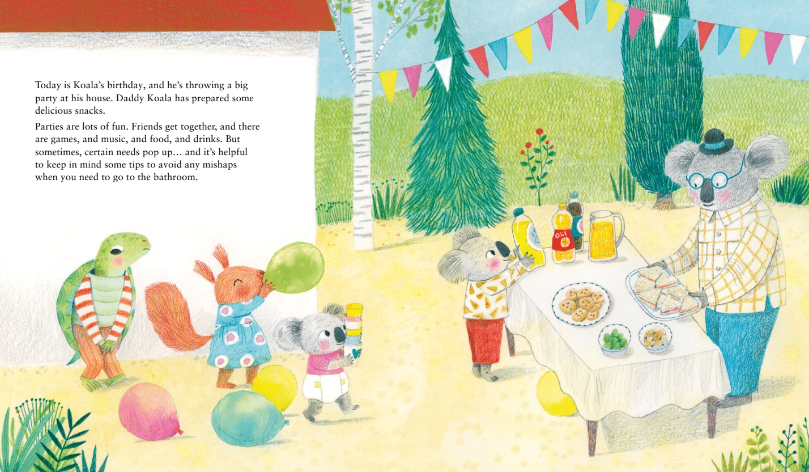 Today is Koala's birthday, and he's throwing a big
party at his house. Daddy Koala has prepared some
delicious snacks.
Parties are lots of fun. Friends get together, and there
are games, and music, and food, and drinks. But
sometimes, certain needs pop up… and it's helpful
to keep in mind some tips to avoid any mishaps
when you need to go to the bathroom.
OLI